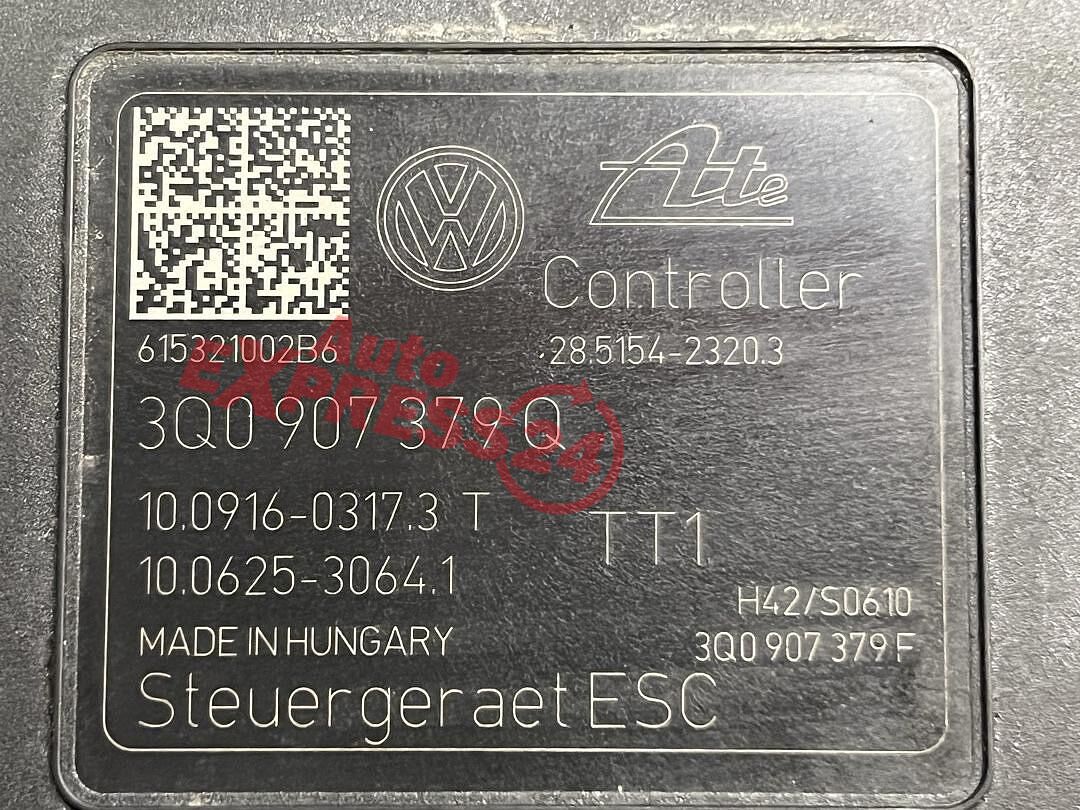 Ate
Controller
615321002B6
28.5154-2320.3
3Q0 907 379 Q
Auto
EXPRESS24
10.0916-0317.3 T
TT1
10.0625-3064.1
H42/S0610
MADE IN HUNGARY
3Q0 907 379 F
Steuergeraet ESC